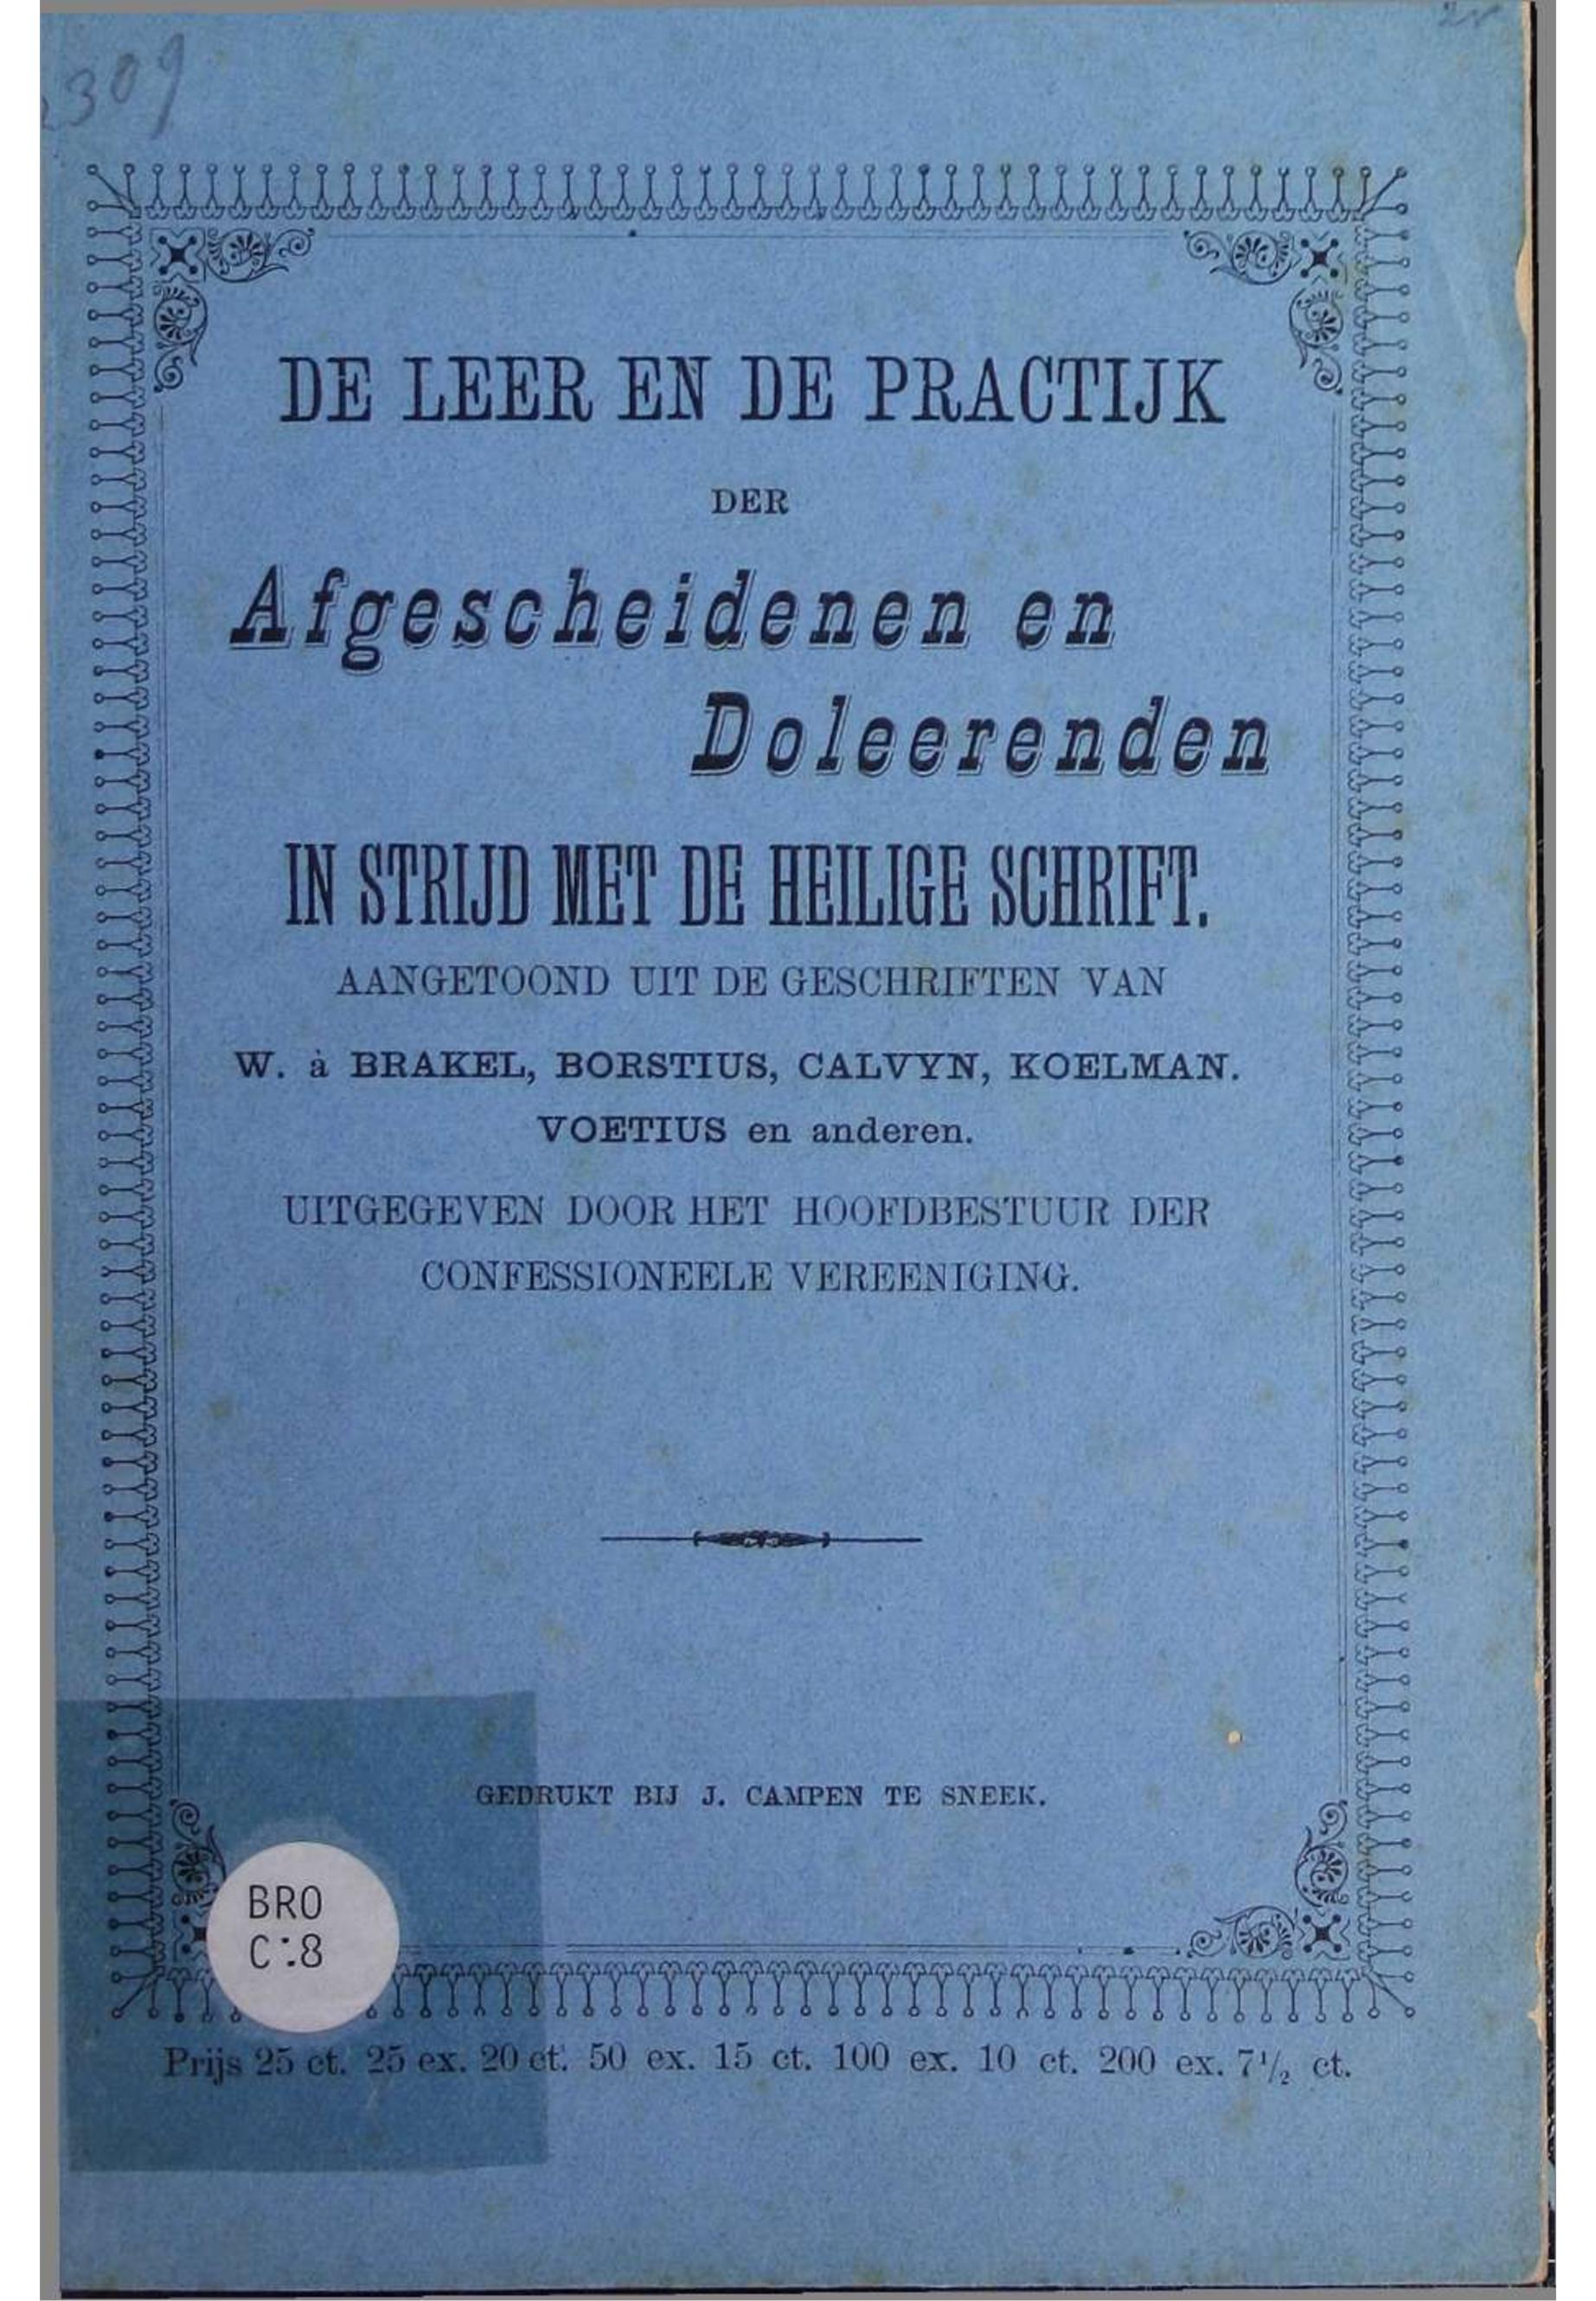 309
DE LEER EN DE PRACTIJK
DER
Afgescheidenen en
Doleerenden
IN STRIJD MET DE HEILIGE SCHRIFT.
AANGETOOND UIT DE GESCHRIFTEN VAN
W. à BRAKEL, BORSTIUS, CALVYN, KOELMAN.
VOETIUS en anderen.
UITGEGEVEN DOOR HET HOOFDBESTUUR DER
CONFESSIONEELE VEREENIGING.
GEDRUKT BIJ J. CAMPEN TE SNEEK.
BRO
C:8
Prijs 25 ct. 25 ex. 20 ct. 50 ex. 15 ct. 100 ex. 10 ct. 200 ex. 7 1/2 ct.